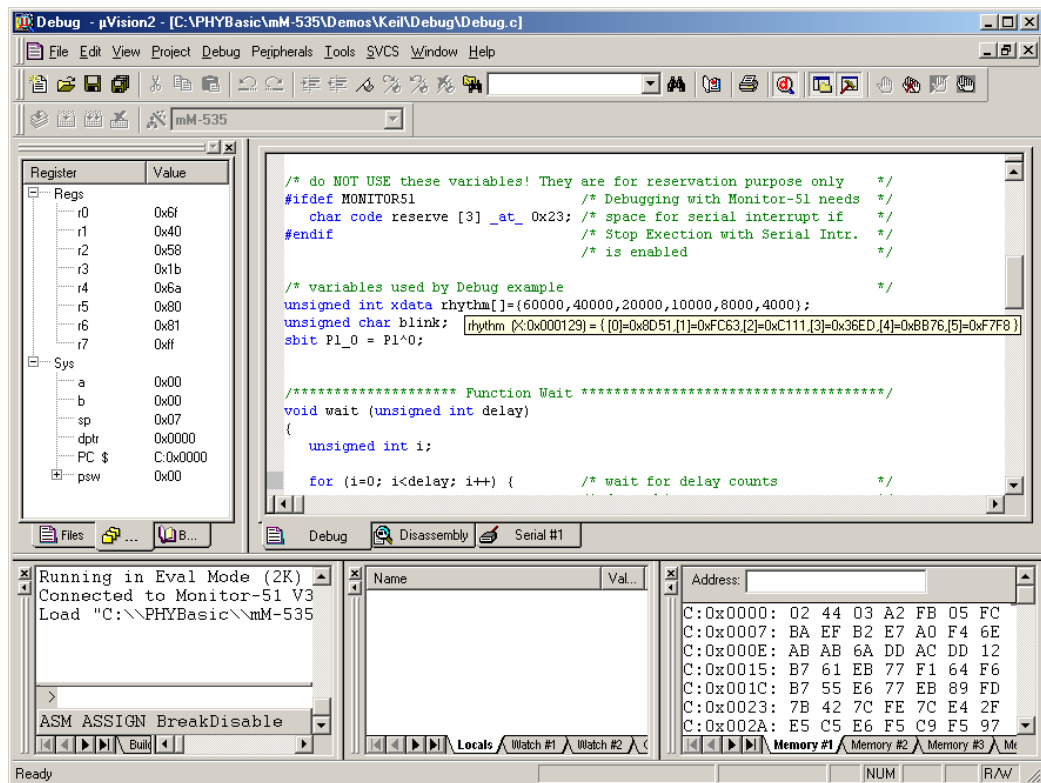 Debug - µVision2 - [C:\PHYBasic\mM-535\Demos\Keil\Debug\Debug.c]
File Edit View Project Debug Peripherals Tools SVCS Window Help
mM-535
Register Value
Regs
r0 0x6f
r1 0x40
r2 0x58
r3 0x1b
r4 0x6a
r5 0x80
r6 0x81
r7 0xff
Sys
a 0x00
b 0x00
sp 0x07
dptr 0x0000
PC $ C:0x0000
psw 0x00
Files ... B...
/* do NOT USE these variables! They are for reservation purpose only */
#ifdef MONITOR51 /* Debugging with Monitor-51 needs */
char code reserve [3] _at_ 0x23; /* space for serial interrupt if */
#endif /* Stop Exection with Serial Intr. */
/* is enabled */
/* variables used by Debug example */
unsigned int xdata rhythm[]={60000,40000,20000,10000,8000,4000};
unsigned char blink;
rhythm (X:0x000129) = { [0]=0x8D51,[1]=0xFC63,[2]=0xC111,[3]=0x36ED,[4]=0xBB76,[5]=0xF7F8 }
sbit P1_0 = P1^0;
/******************** Function Wait *************************************/
void wait (unsigned int delay)
{
unsigned int i;
for (i=0; i<delay; i++) { /* wait for delay counts */
Debug Disassembly Serial #1
Running in Eval Mode (2K)
Connected to Monitor-51 V3
Load "C:\\PHYBasic\\mM-535
>
ASM ASSIGN BreakDisable
Build
Name Val...
Locals Watch #1 Watch #2
Address:
C:0x0000: 02 44 03 A2 FB 05 FC
C:0x0007: BA EF B2 E7 A0 F4 6E
C:0x000E: AB AB 6A DD AC DD 12
C:0x0015: B7 61 EB 77 F1 64 F6
C:0x001C: B7 55 E6 77 EB 89 FD
C:0x0023: 7B 42 7C FE 7C E4 2F
C:0x002A: E5 C5 E6 F5 C9 F5 97
Memory #1 Memory #2 Memory #3 Me
Ready NUM R/W